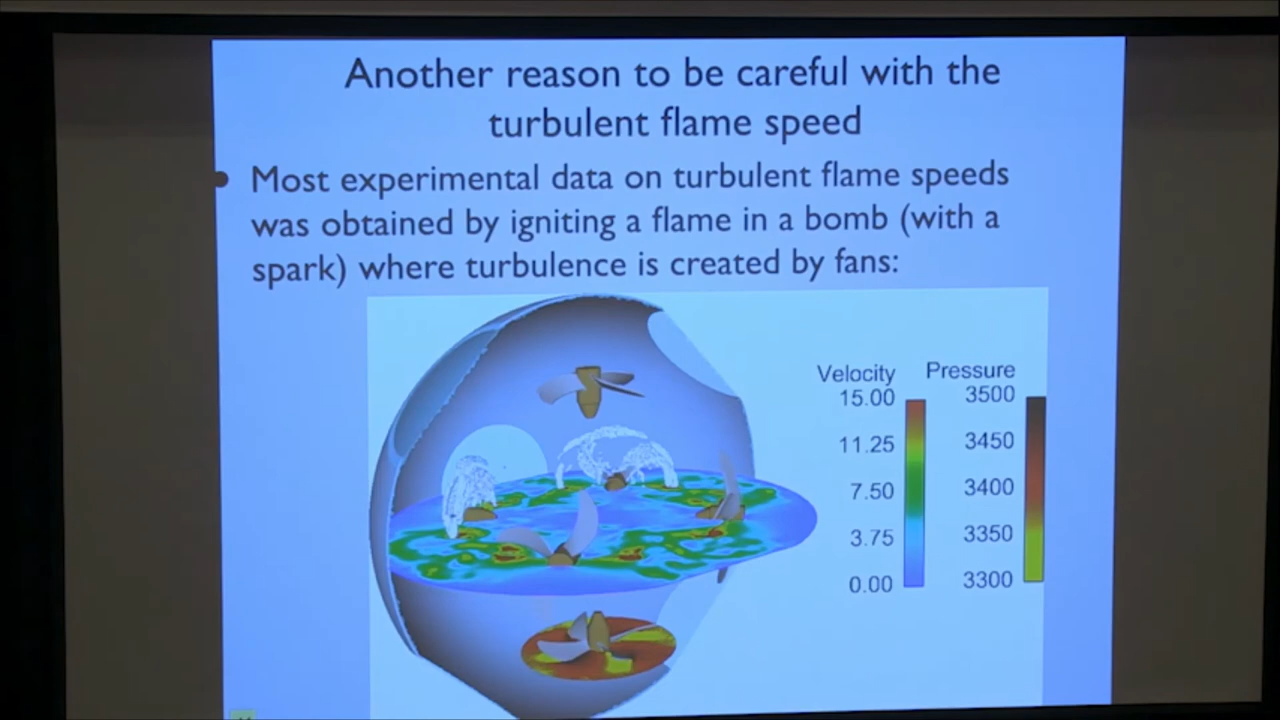 Another reason to be careful with the
turbulent flame speed
• Most experimental data on turbulent flame speeds
was obtained by igniting a flame in a bomb (with a
spark) where turbulence is created by fans:
Velocity Pressure
15.00 3500
11.25 3450
7.50 3400
3.75 3350
0.00 3300